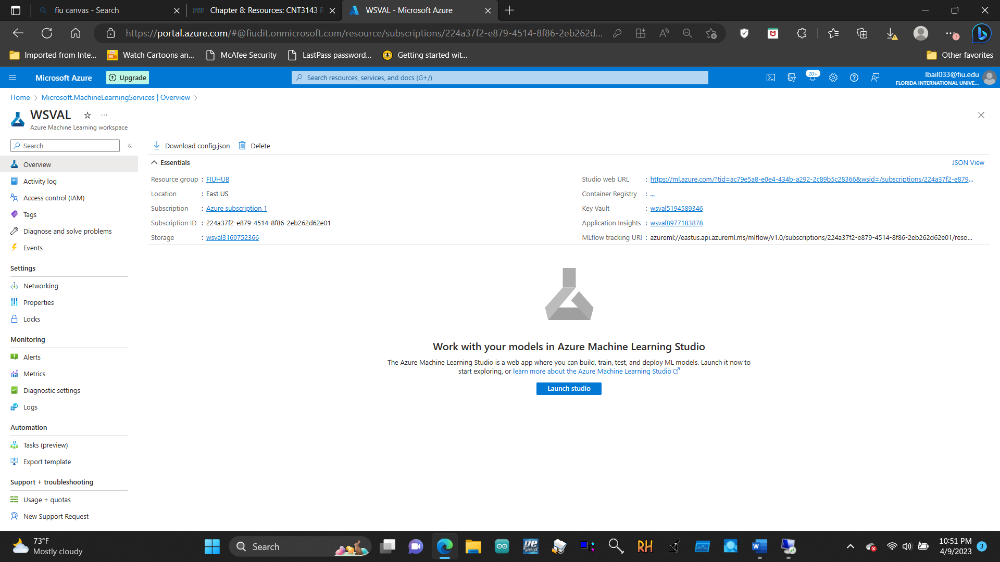 fiu canvas - Search
FIU Chapter 8: Resources: CNT3143 R
WSVAL - Microsoft Azure
https://portal.azure.com/#@fiudit.onmicrosoft.com/resource/subscriptions/224a37f2-e879-4514-8f86-2eb262d...
Imported from Inte...
Watch Cartoons an...
McAfee Security
LastPass password...
Getting started wit...
Other favorites
Microsoft Azure
Upgrade
Search resources, services, and docs (G+/)
20+
lbail033@fiu.edu
FLORIDA INTERNATIONAL UNIVE...
Home > Microsoft.MachineLearningServices | Overview >
WSVAL
Azure Machine Learning workspace
Search
Download config.json
Delete
Overview
Activity log
Access control (IAM)
Tags
Diagnose and solve problems
Events
Settings
Networking
Properties
Locks
Monitoring
Alerts
Metrics
Diagnostic settings
Logs
Automation
Tasks (preview)
Export template
Support + troubleshooting
Usage + quotas
New Support Request
Essentials
JSON View
Resource group : FIUHUB
Location : East US
Subscription : Azure subscription 1
Subscription ID : 224a37f2-e879-4514-8f86-2eb262d62e01
Storage : wsval3169752366
Studio web URL : https://ml.azure.com/?tid=ac79e5a8-e0e4-434b-a292-2c89b5c28366&wsid=/subscriptions/224a37f2-e879...
Container Registry : ...
Key Vault : wsval5194589346
Application Insights : wsval8977183878
MLflow tracking URI : azureml://eastus.api.azureml.ms/mlflow/v1.0/subscriptions/224a37f2-e879-4514-8f86-2eb262d62e01/reso...
Work with your models in Azure Machine Learning Studio
The Azure Machine Learning Studio is a web app where you can build, train, test, and deploy ML models. Launch it now to
start exploring, or learn more about the Azure Machine Learning Studio
Launch studio
73°F
Mostly cloudy
Search
RH
10:51 PM
4/9/2023
3